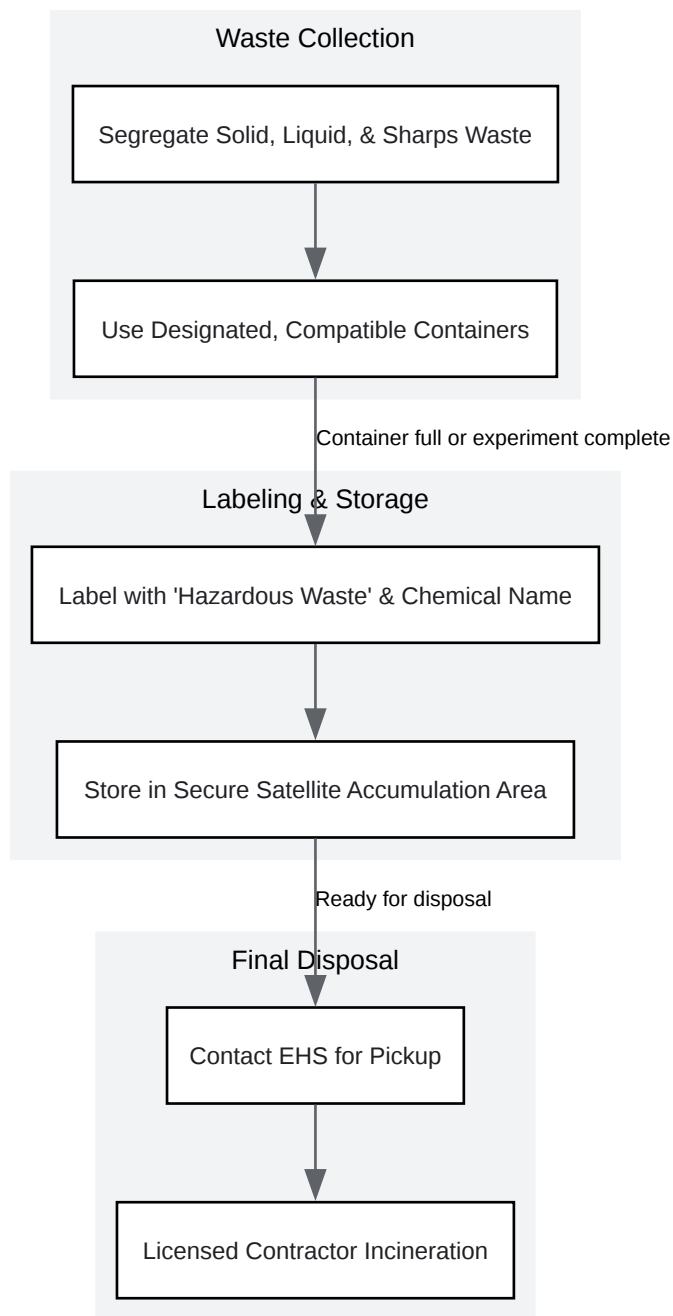 Waste Collection
Segregate Solid, Liquid, & Sharps Waste
Use Designated, Compatible Containers
Container full or experiment complete
Labeling & Storage
Label with 'Hazardous Waste' & Chemical Name
Store in Secure Satellite Accumulation Area
Ready for disposal
Final Disposal
Contact EHS for Pickup
Licensed Contractor Incineration